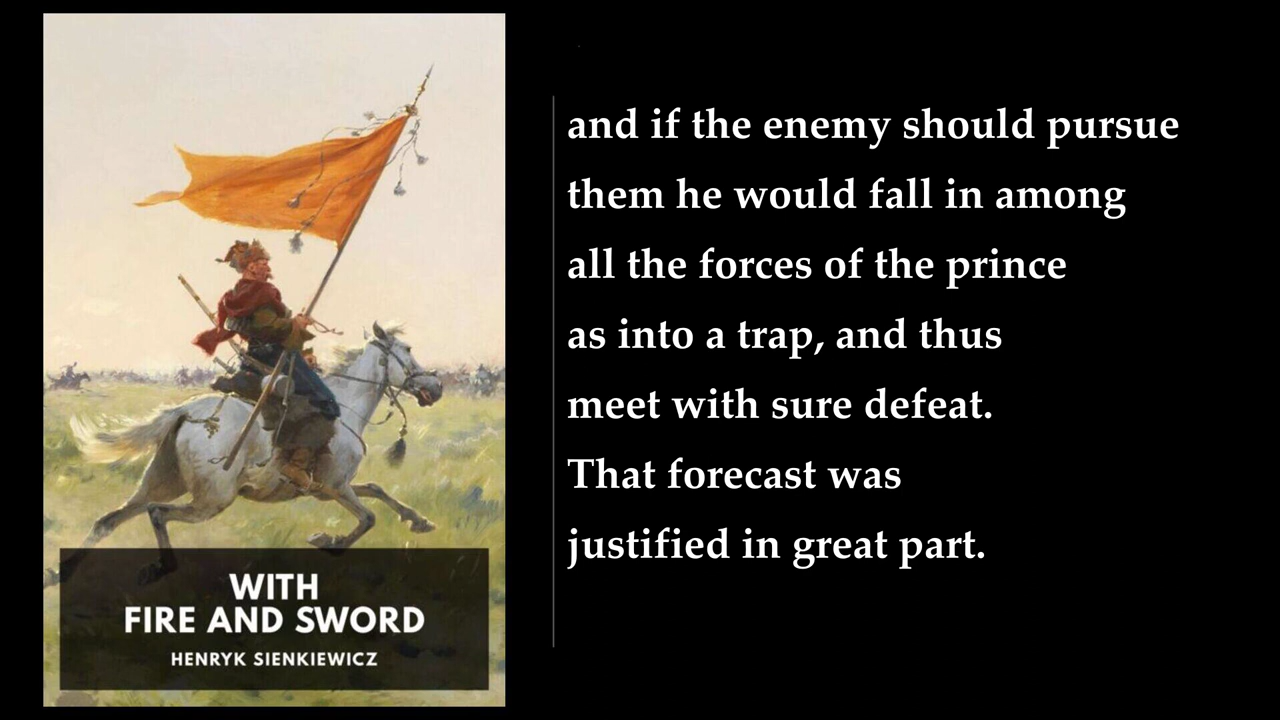 WITH
FIRE AND SWORD
HENRYK SIENKIEWICZ
and if the enemy should pursue
them he would fall in among
all the forces of the prince
as into a trap, and thus
meet with sure defeat.
That forecast was
justified in great part.